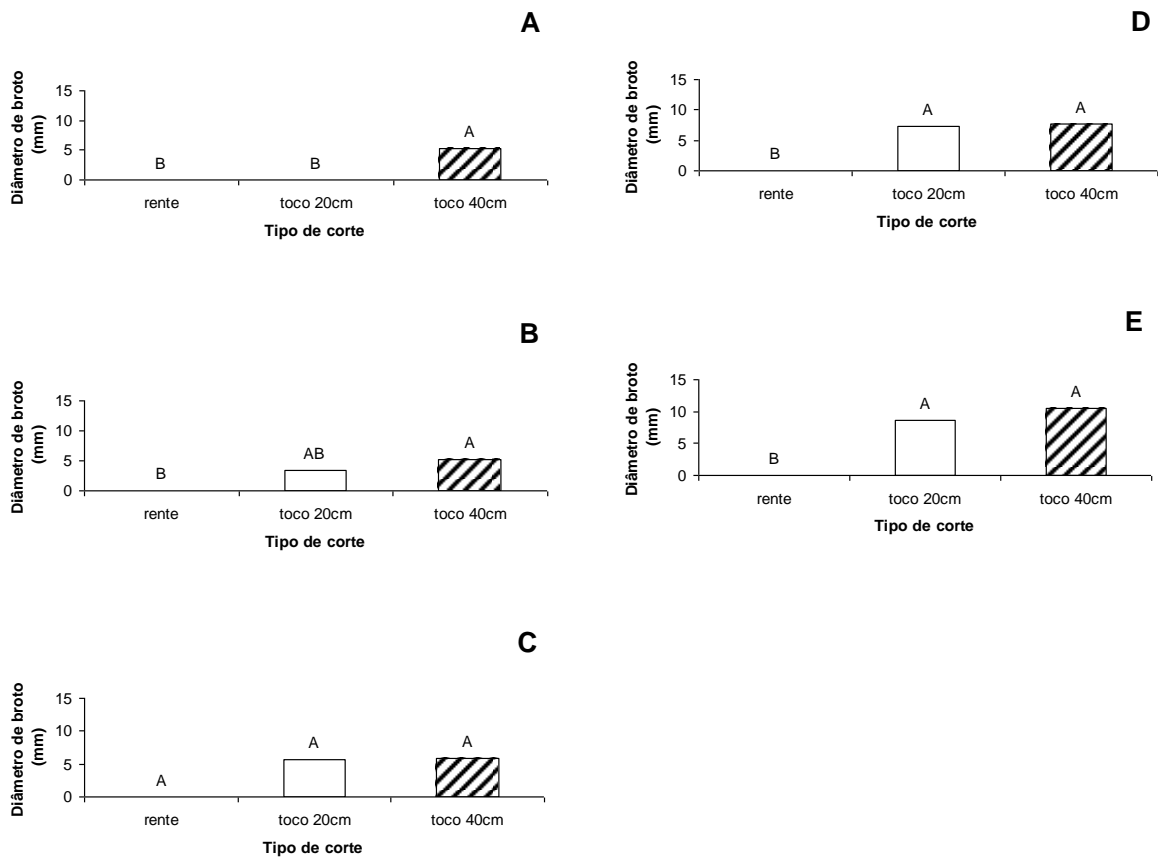 A
Diâmetro de broto
(mm)
15
10
5
0
B
B
A
rente
toco 20cm
toco 40cm
Tipo de corte
B
Diâmetro de broto
(mm)
15
10
5
0
B
AB
A
rente
toco 20cm
toco 40cm
Tipo de corte
C
Diâmetro de broto
(mm)
15
10
5
0
A
A
A
rente
toco 20cm
toco 40cm
Tipo de corte
D
Diâmetro de broto
(mm)
15
10
5
0
B
A
A
rente
toco 20cm
toco 40cm
Tipo de corte
E
Diâmetro de broto
(mm)
15
10
5
0
B
A
A
rente
toco 20cm
toco 40cm
Tipo de corte